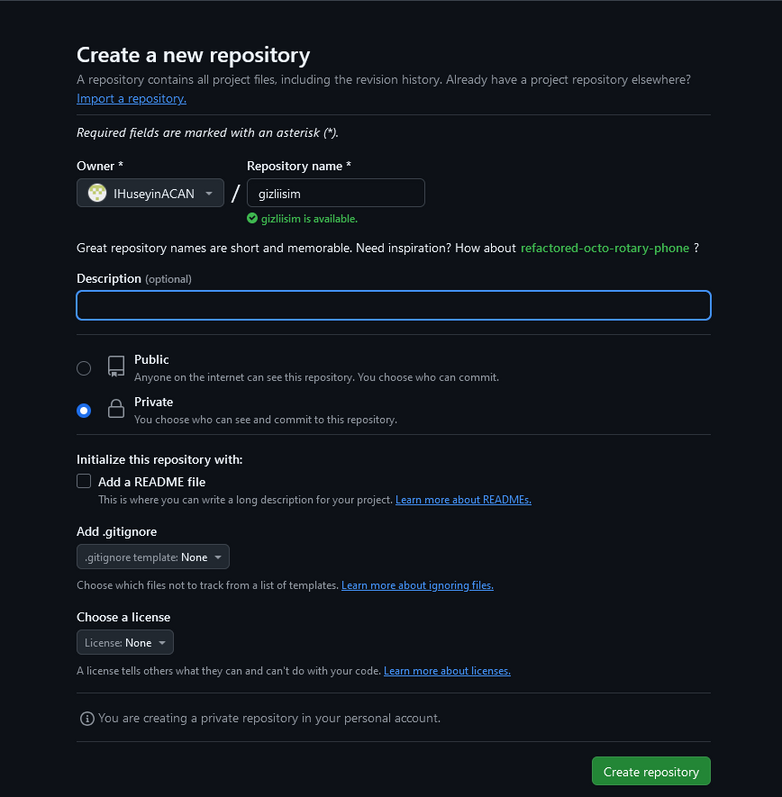 Create a new repository
A repository contains all project files, including the revision history. Already have a project repository elsewhere?
Import a repository.
Required fields are marked with an asterisk (*).
Owner *
Repository name *
IHuseyinACAN
/
gizliisim
gizliisim is available.
Great repository names are short and memorable. Need inspiration? How about refactored-octo-rotary-phone ?
Description (optional)
Public
Anyone on the internet can see this repository. You choose who can commit.
Private
You choose who can see and commit to this repository.
Initialize this repository with:
Add a README file
This is where you can write a long description for your project. Learn more about READMEs.
Add .gitignore
.gitignore template: None
Choose which files not to track from a list of templates. Learn more about ignoring files.
Choose a license
License: None
A license tells others what they can and can't do with your code. Learn more about licenses.
You are creating a private repository in your personal account.
Create repository